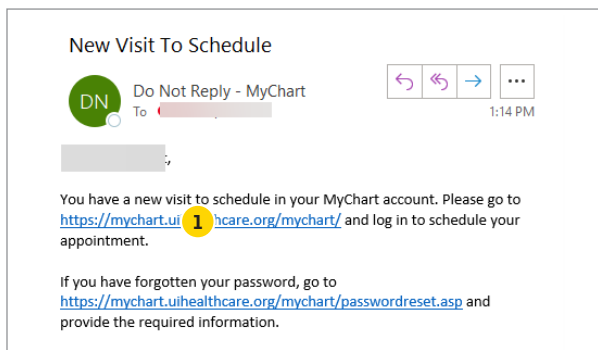 New Visit To Schedule
DN
Do Not Reply - MyChart
To
1:14 PM
,
You have a new visit to schedule in your MyChart account. Please go to
https://mychart.ui 1 hcare.org/mychart/ and log in to schedule your
appointment.
If you have forgotten your password, go to
https://mychart.uihealthcare.org/mychart/passwordreset.asp and
provide the required information.